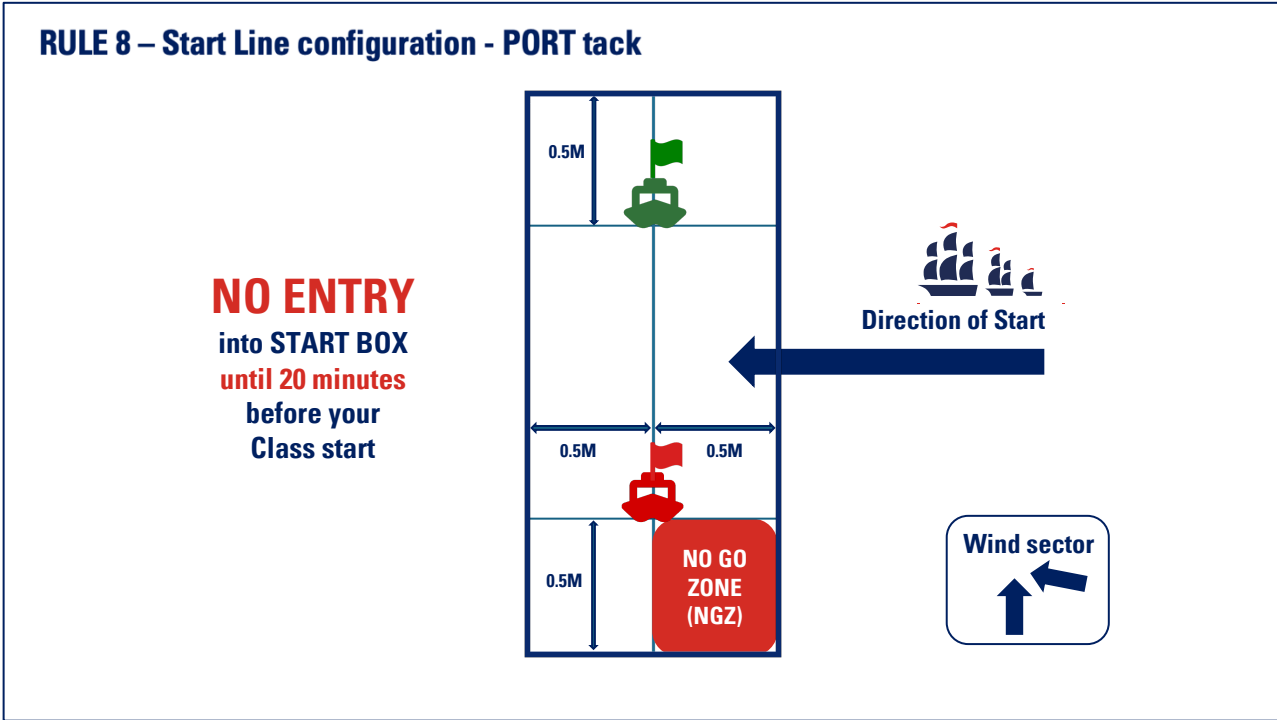 RULE 8 – Start Line configuration - PORT tack
0.5M
NO ENTRY
into START BOX
until 20 minutes
before your
Class start
Direction of Start
0.5M
0.5M
0.5M
NO GO
ZONE
(NGZ)
Wind sector